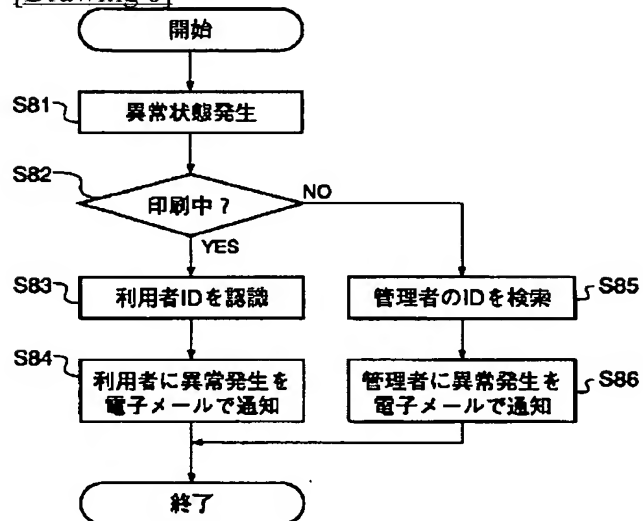 開始
S81
異常状態発生
S82
印刷中?
NO
YES
S83
利用者IDを認識
管理者のIDを検索
S85
S84
利用者に異常発生を
電子メールで通知
管理者に異常発生を
電子メールで通知
S86
終了